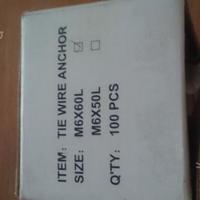 ITEM: TIE WIRE ANCHOR
SIZE: M6X60L ☑
M6X50L ☐
Q'TY: 100 PCS